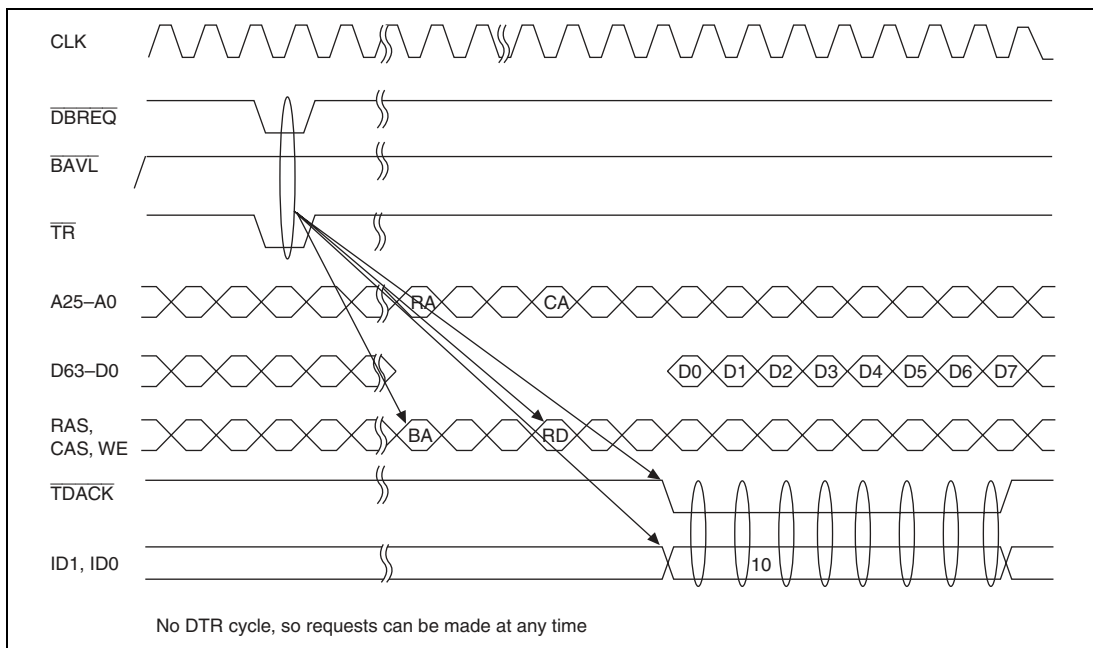 CLK
DBREQ
BAVL
TR
A25–A0 RA CA
D63–D0 D0 D1 D2 D3 D4 D5 D6 D7
RAS,
CAS, WE BA RD
TDACK
ID1, ID0 10
No DTR cycle, so requests can be made at any time